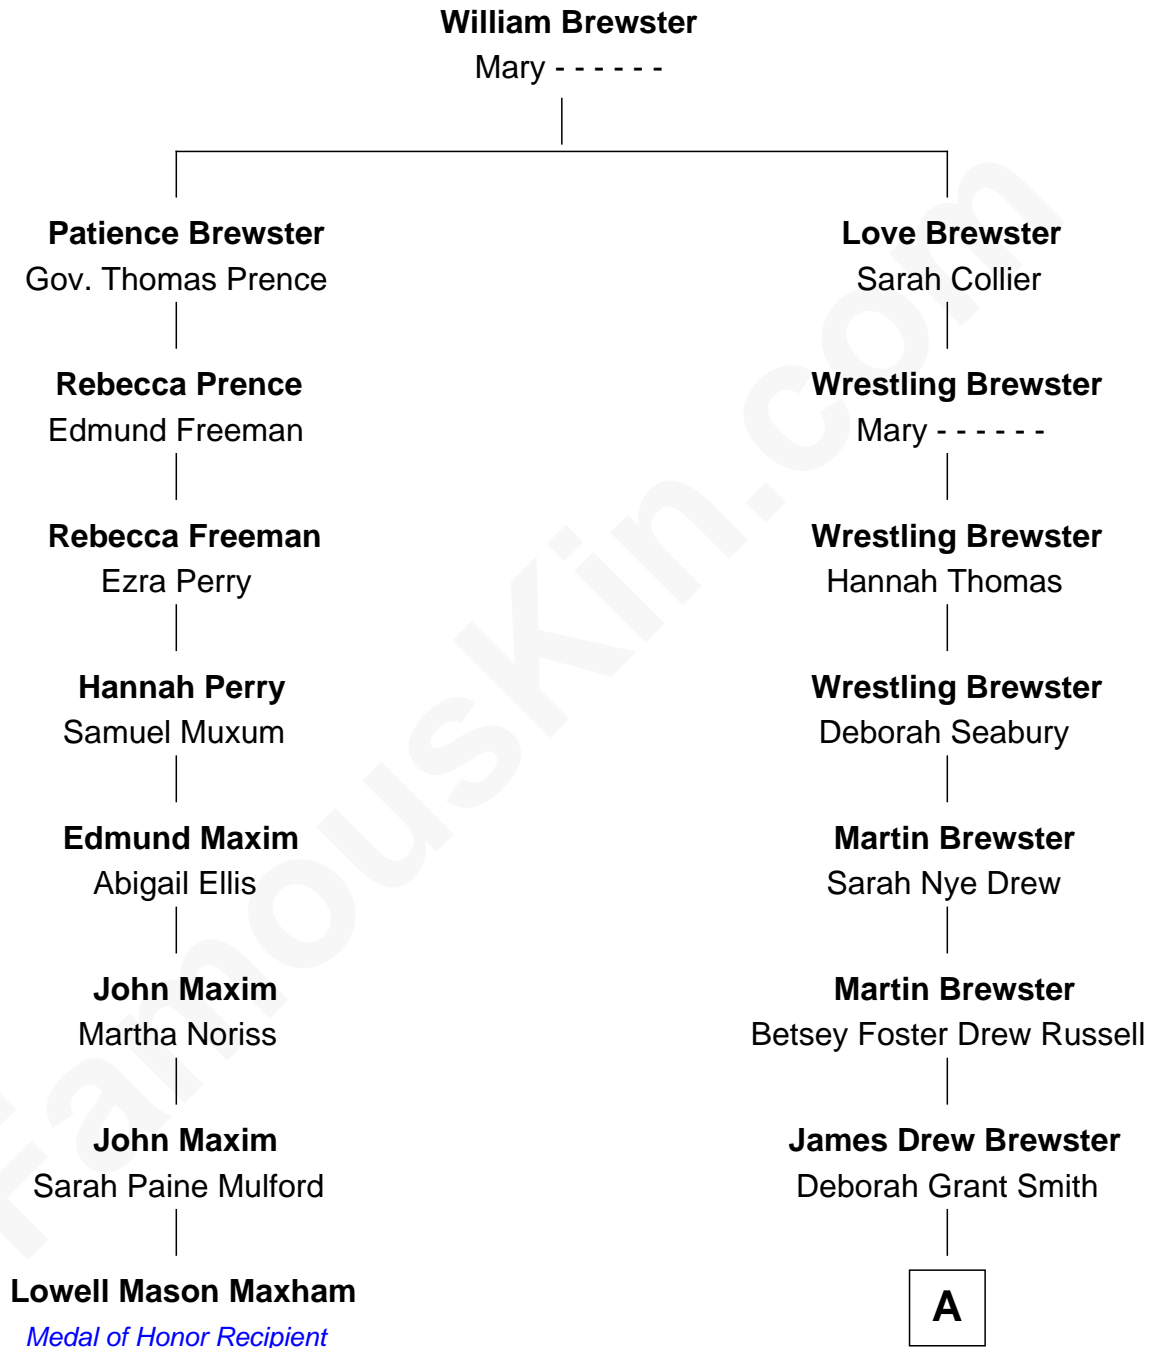 William Brewster
Mary - - - - - -
Patience Brewster
Gov. Thomas Prence
Love Brewster
Sarah Collier
Rebecca Prence
Edmund Freeman
Wrestling Brewster
Mary - - - - - -
Rebecca Freeman
Ezra Perry
Wrestling Brewster
Hannah Thomas
Hannah Perry
Samuel Muxum
Wrestling Brewster
Deborah Seabury
Edmund Maxim
Abigail Ellis
Martin Brewster
Sarah Nye Drew
John Maxim
Martha Noriss
Martin Brewster
Betsey Foster Drew Russell
John Maxim
Sarah Paine Mulford
James Drew Brewster
Deborah Grant Smith
Lowell Mason Maxham
Medal of Honor Recipient
A
FamousKin.com